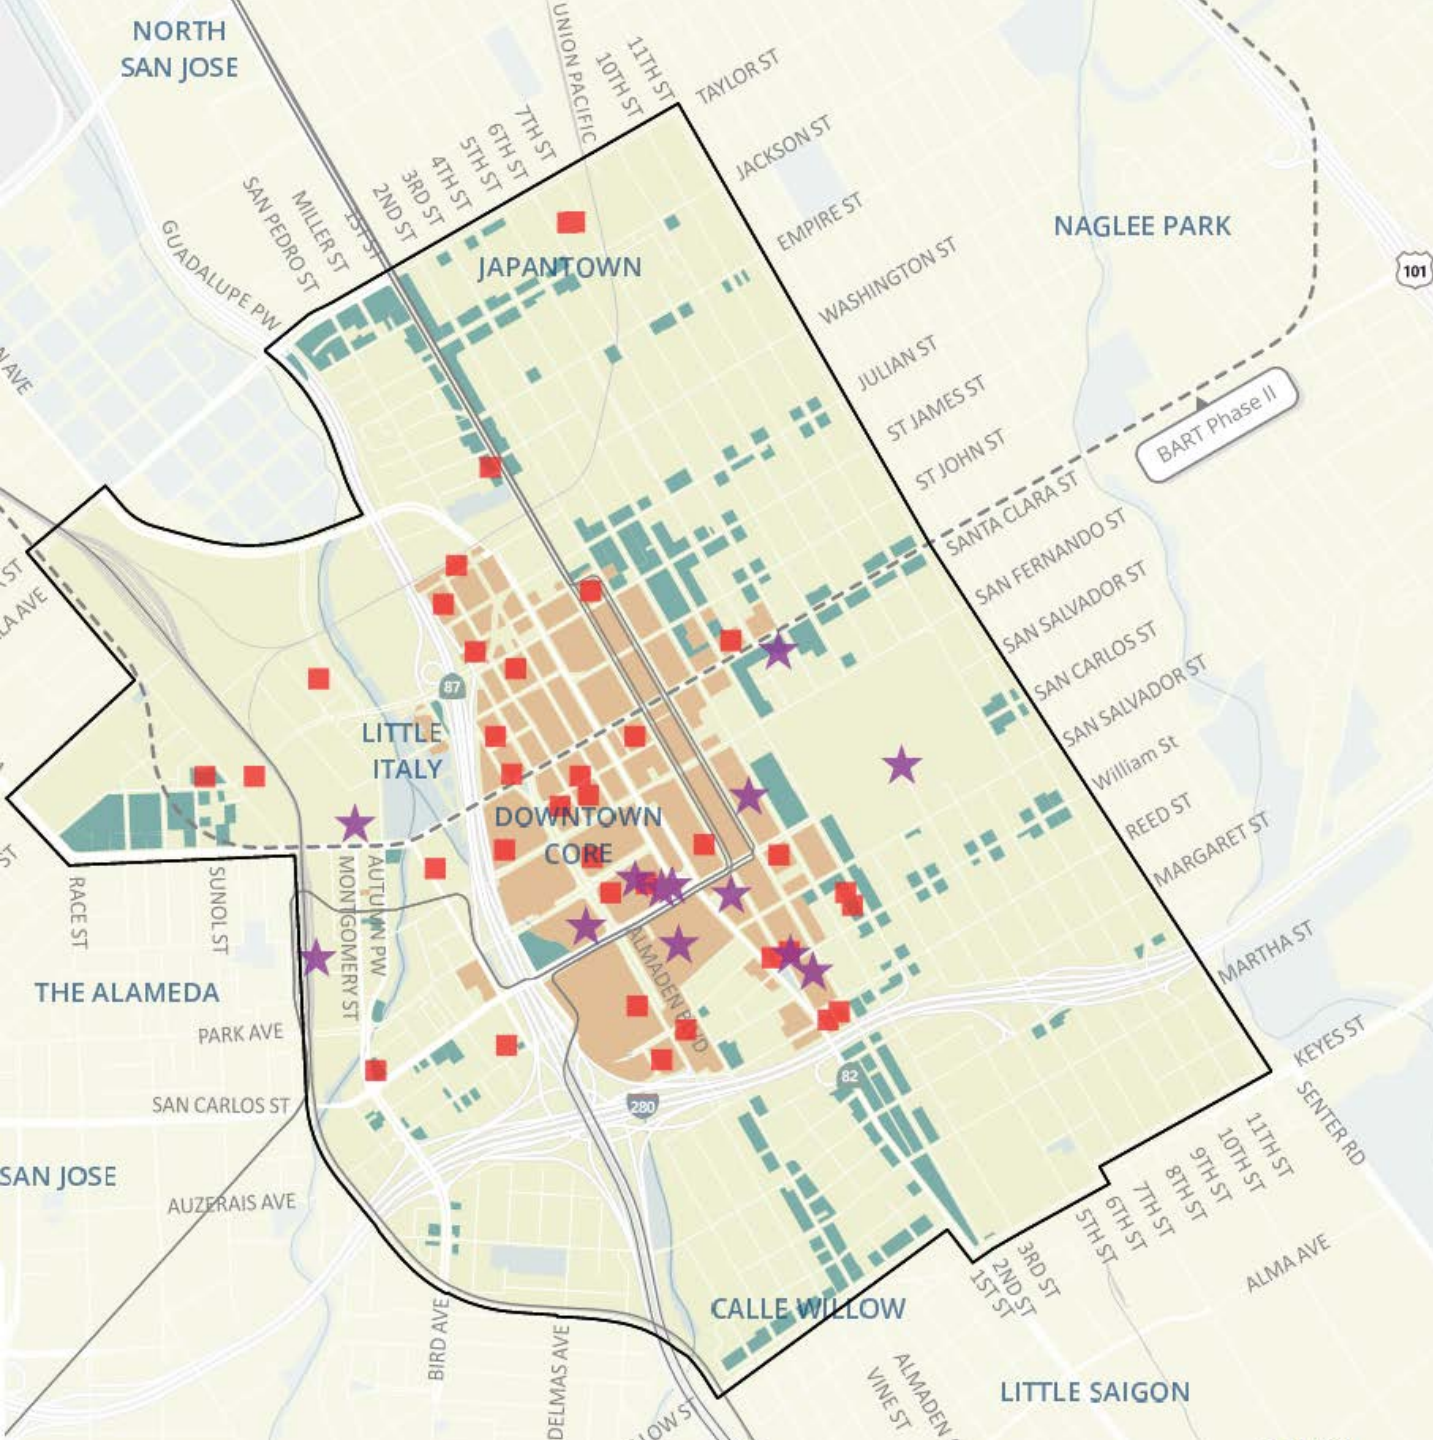 NORTH
SAN JOSE
UNION PACIFIC
11TH ST
10TH ST
TAYLOR ST
7TH ST
6TH ST
5TH ST
4TH ST
3RD ST
2ND ST
1ST ST
MILLER ST
SAN PEDRO ST
GUADALUPE PW
JACKSON ST
EMPIRE ST
NAGLEE PARK
101
JAPANTOWN
WASHINGTON ST
JULIAN ST
ST JAMES ST
ST JOHN ST
BART Phase II
SANTA CLARA ST
SAN FERNANDO ST
SAN SALVADOR ST
SAN CARLOS ST
SAN SALVADOR ST
William St
REED ST
MARGARET ST
87
LITTLE
ITALY
DOWNTOWN
CORE
RACE ST
SUNOL ST
MONTGOMERY ST
AUTUMN PW
ALMADEN BLVD
THE ALAMEDA
PARK AVE
SAN CARLOS ST
MARTHA ST
KEYES ST
SENTER RD
82
280
SAN JOSE
AUZERAIS AVE
11TH ST
10TH ST
9TH ST
8TH ST
7TH ST
6TH ST
5TH ST
3RD ST
2ND ST
1ST ST
ALMA AVE
CALLE WILLOW
BIRD AVE
DELMAS AVE
LOW ST
VINE ST
ALMADEN
LITTLE SAIGON